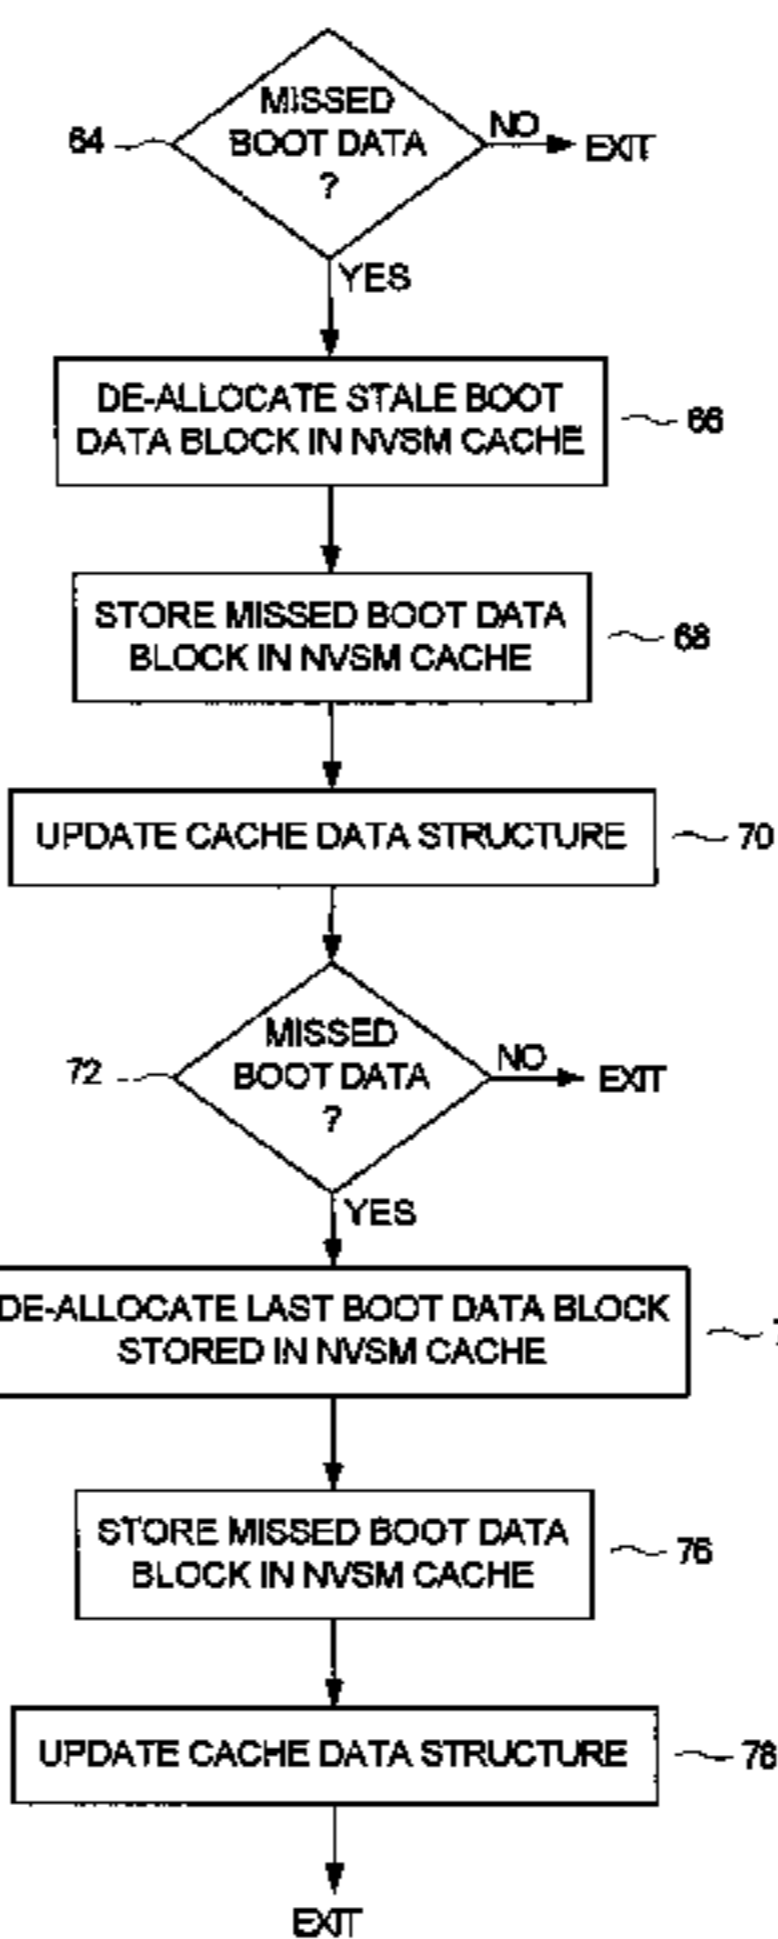 MISSED
BOOT DATA
?
64
NO
EXIT
YES
DE-ALLOCATE STALE BOOT
DATA BLOCK IN NVSM CACHE
66
STORE MISSED BOOT DATA
BLOCK IN NVSM CACHE
68
UPDATE CACHE DATA STRUCTURE
70
MISSED
BOOT DATA
?
72
NO
EXIT
YES
DE-ALLOCATE LAST BOOT DATA BLOCK
STORED IN NVSM CACHE
STORE MISSED BOOT DATA
BLOCK IN NVSM CACHE
76
UPDATE CACHE DATA STRUCTURE
78
EXIT